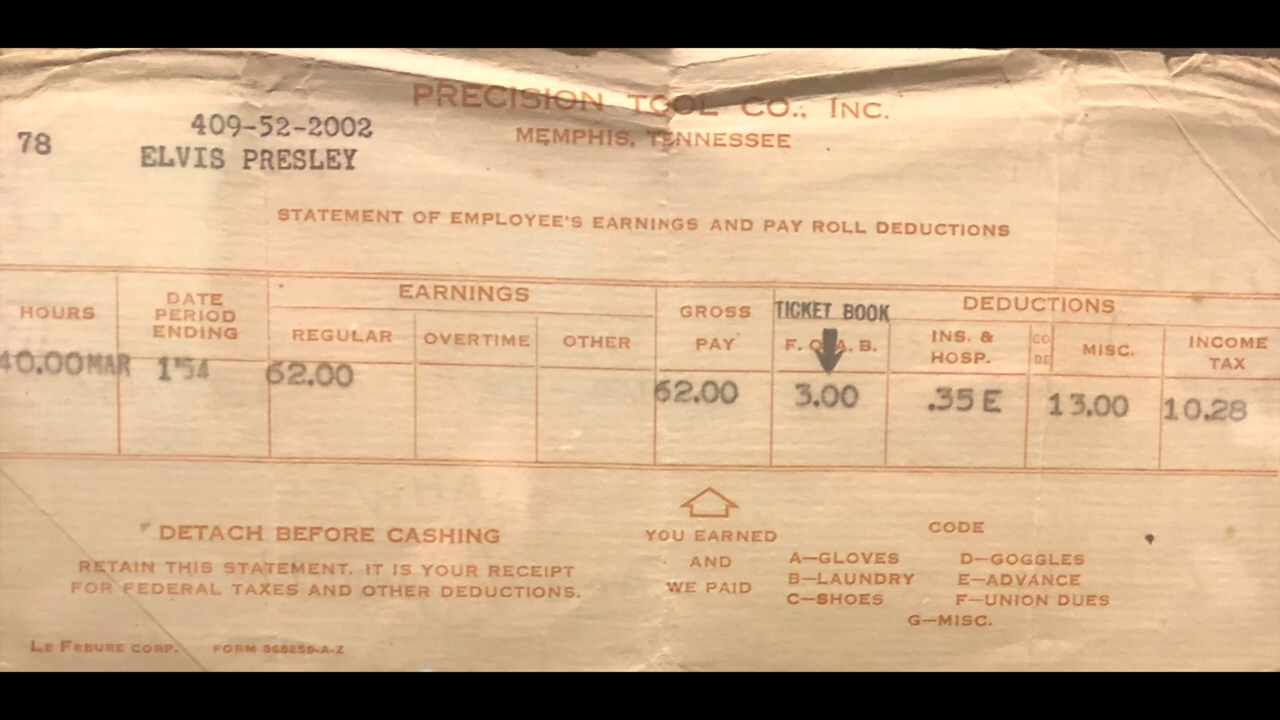 PRECISION TOOL CO., INC.
MEMPHIS, TENNESSEE
78
409-52-2002
ELVIS PRESLEY
STATEMENT OF EMPLOYEE'S EARNINGS AND PAY ROLL DEDUCTIONS
HOURS DATE PERIOD ENDING EARNINGS GROSS PAY TICKET BOOK DEDUCTIONS
REGULAR OVERTIME OTHER F. O. A. B. INS. & HOSP. CODE MISC. INCOME TAX
40.00 MAR 1'54 62.00 62.00 3.00 .35 E 13.00 10.28
DETACH BEFORE CASHING
RETAIN THIS STATEMENT. IT IS YOUR RECEIPT
FOR FEDERAL TAXES AND OTHER DEDUCTIONS.
YOU EARNED
AND
WE PAID
CODE
A—GLOVES D—GOGGLES
B—LAUNDRY E—ADVANCE
C—SHOES F—UNION DUES
G—MISC.
LE FEBURE CORP. FORM 865259-A-Z